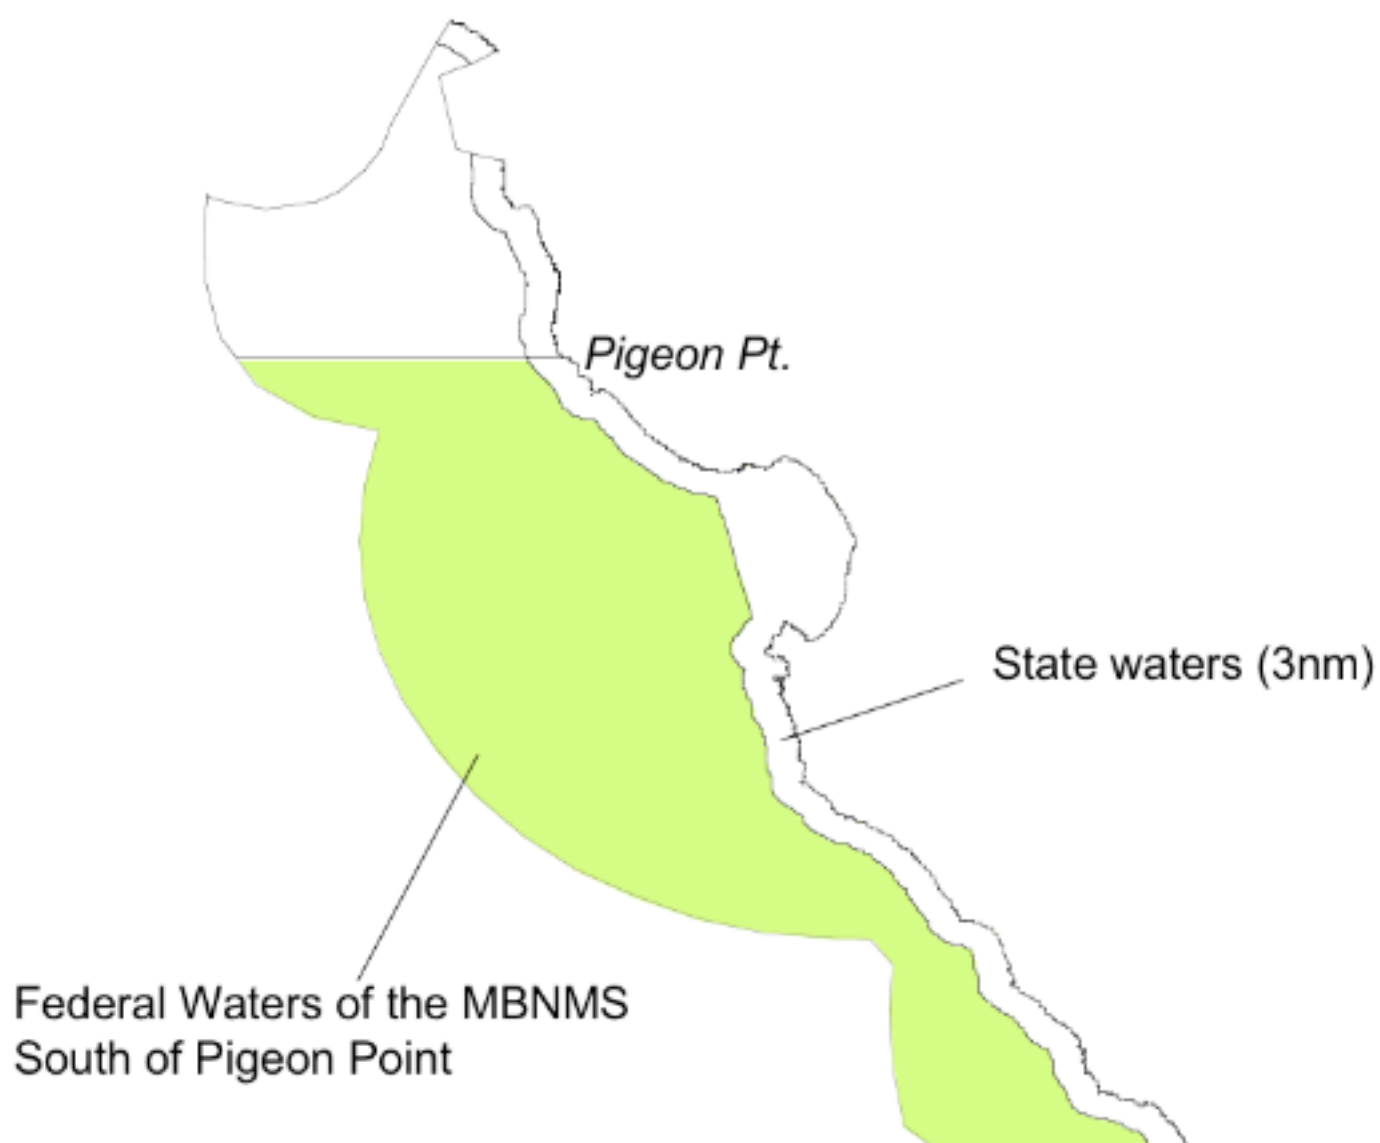 Pigeon Pt.
State waters (3nm)
Federal Waters of the MBNMS
South of Pigeon Point